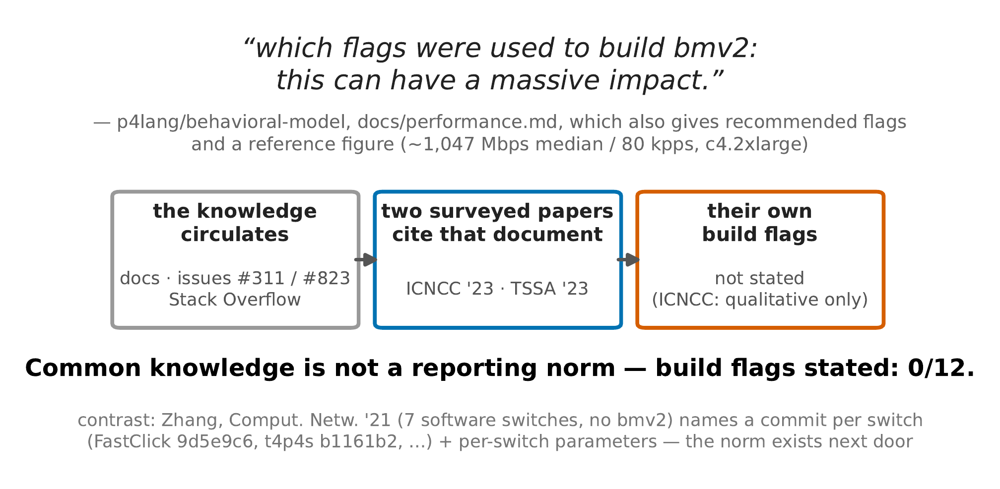 “which flags were used to build bmv2:
this can have a massive impact.”
— p4lang/behavioral-model, docs/performance.md, which also gives recommended flags
and a reference figure (~1,047 Mbps median / 80 kpps, c4.2xlarge)
the knowledge
circulates
docs · issues #311 / #823
Stack Overflow
two surveyed papers
cite that document
ICNCC '23 · TSSA '23
their own
build flags
not stated
(ICNCC: qualitative only)
Common knowledge is not a reporting norm — build flags stated: 0/12.
contrast: Zhang, Comput. Netw. '21 (7 software switches, no bmv2) names a commit per switch
(FastClick 9d5e9c6, t4p4s b1161b2, ...) + per-switch parameters — the norm exists next door